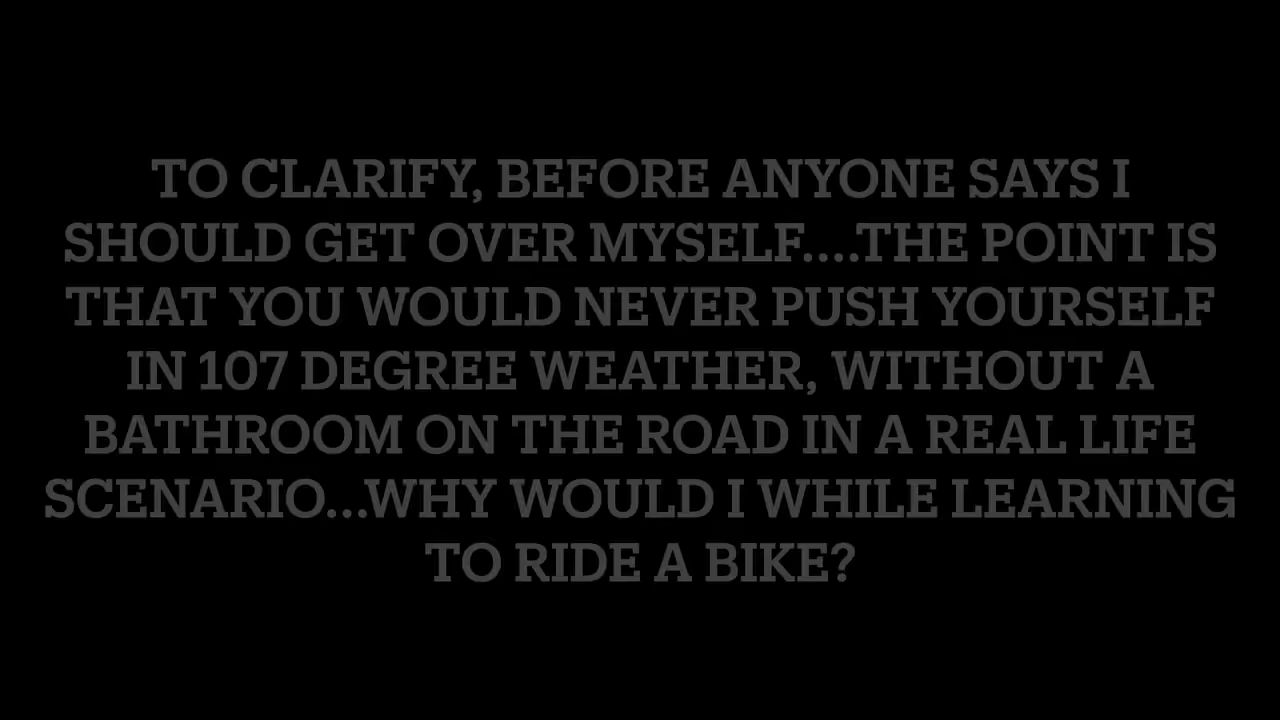 TO CLARIFY, BEFORE ANYONE SAYS I
SHOULD GET OVER MYSELF....THE POINT IS
THAT YOU WOULD NEVER PUSH YOURSELF
IN 107 DEGREE WEATHER, WITHOUT A
BATHROOM ON THE ROAD IN A REAL LIFE
SCENARIO...WHY WOULD I WHILE LEARNING
TO RIDE A BIKE?